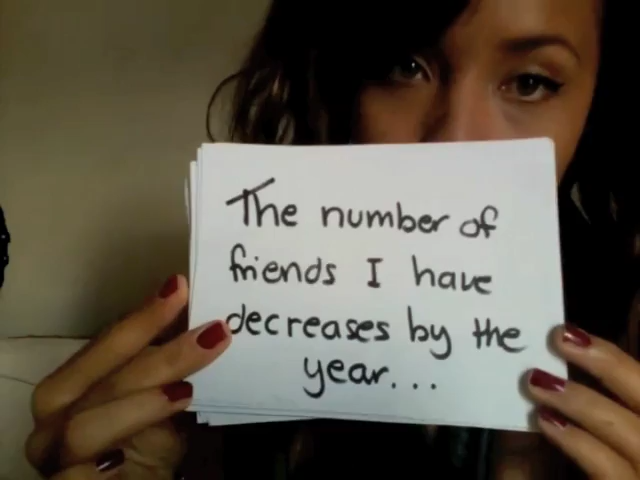 The number of
friends I have
decreases by the
year...